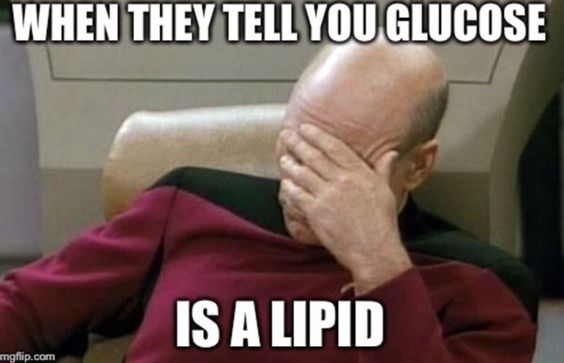 WHEN THEY TELL YOU GLUCOSE
IS A LIPID
mgflip.com